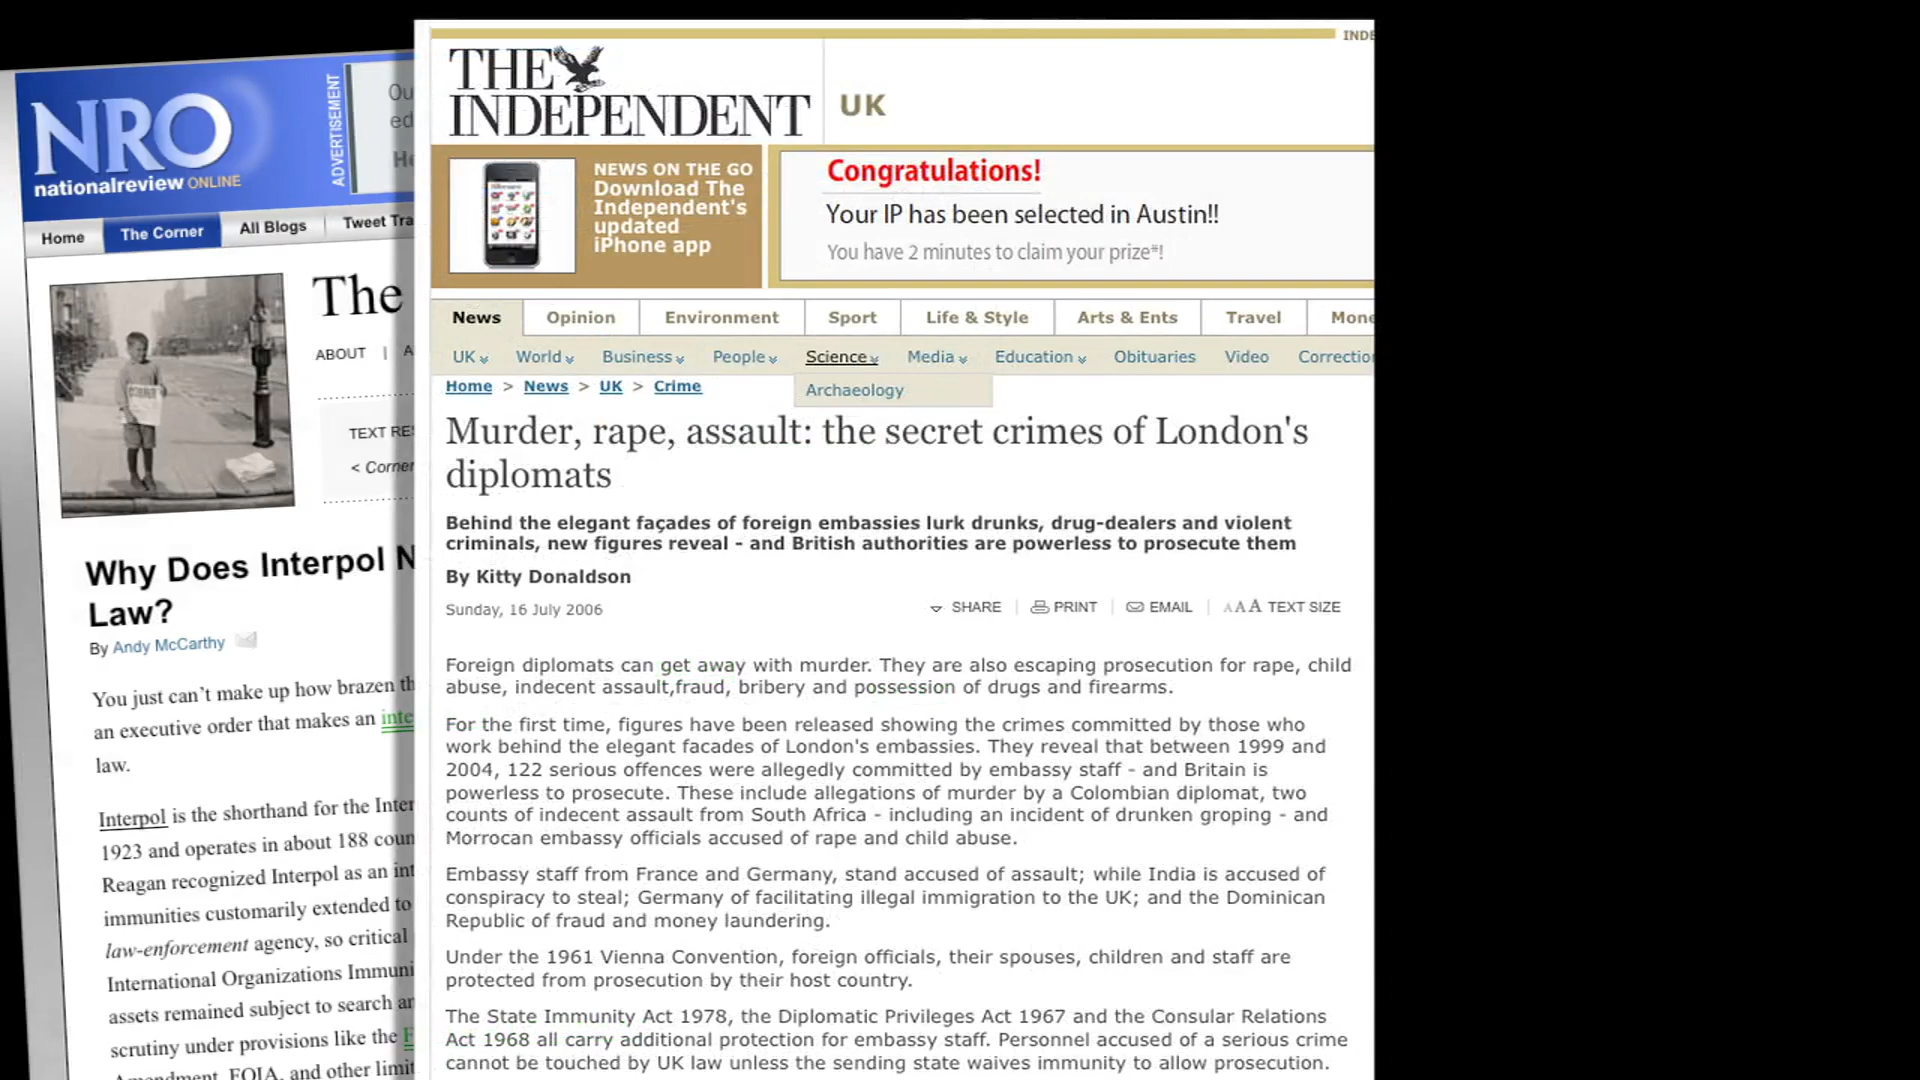 NRO
nationalreview ONLINE
ADVERTISEMENT
Home
The Corner
All Blogs
Tweet
The
ABOUT |
TEXT
<
Why Does Interpol
Law?
By Andy McCarthy
You just can't make up how brazen
an executive order that makes an
law.
Interpol is the shorthand for the
1923 and operates in about 188
Reagan recognized Interpol as an
immunities customarily extended to
law-enforcement agency, so critical
International Organizations
assets remained subject to search
scrutiny under provisions like the
Amendment, FOIA, and other
THE
INDEPENDENT
UK
NEWS ON THE GO
Download The
Independent's
updated
iPhone app
Congratulations!
Your IP has been selected in Austin!!
You have 2 minutes to claim your prize*!
News
Opinion
Environment
Sport
Life & Style
Arts & Ents
Travel
UK
World
Business
People
Science
Media
Education
Obituaries
Video
Home > News > UK > Crime
Archaeology
Murder, rape, assault: the secret crimes of London's
diplomats
Behind the elegant façades of foreign embassies lurk drunks, drug-dealers and violent
criminals, new figures reveal - and British authorities are powerless to prosecute them
By Kitty Donaldson
Sunday, 16 July 2006
SHARE | PRINT | EMAIL | AAA TEXT SIZE
Foreign diplomats can get away with murder. They are also escaping prosecution for rape, child
abuse, indecent assault,fraud, bribery and possession of drugs and firearms.
For the first time, figures have been released showing the crimes committed by those who
work behind the elegant facades of London's embassies. They reveal that between 1999 and
2004, 122 serious offences were allegedly committed by embassy staff - and Britain is
powerless to prosecute. These include allegations of murder by a Colombian diplomat, two
counts of indecent assault from South Africa - including an incident of drunken groping - and
Morrocan embassy officials accused of rape and child abuse.
Embassy staff from France and Germany, stand accused of assault; while India is accused of
conspiracy to steal; Germany of facilitating illegal immigration to the UK; and the Dominican
Republic of fraud and money laundering.
Under the 1961 Vienna Convention, foreign officials, their spouses, children and staff are
protected from prosecution by their host country.
The State Immunity Act 1978, the Diplomatic Privileges Act 1967 and the Consular Relations
Act 1968 all carry additional protection for embassy staff. Personnel accused of a serious crime
cannot be touched by UK law unless the sending state waives immunity to allow prosecution.